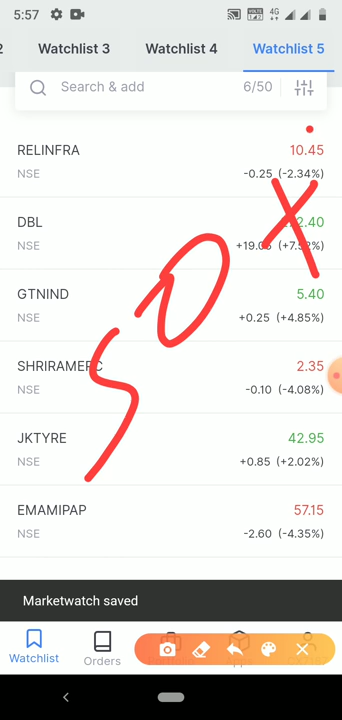 5:57
2 Watchlist 3 Watchlist 4 Watchlist 5
Search & add 6/50
RELINFRA 10.45
NSE -0.25 (-2.34%)
DBL
NSE
GTNIND 5.40
NSE +0.25 (+4.85%)
50X
SHRIRAMEPC 2.35
NSE -0.10 (-4.08%)
JKTYRE 42.95
NSE +0.85 (+2.02%)
EMAMIPAP 57.15
NSE -2.60 (-4.35%)
Marketwatch saved
Watchlist Orders